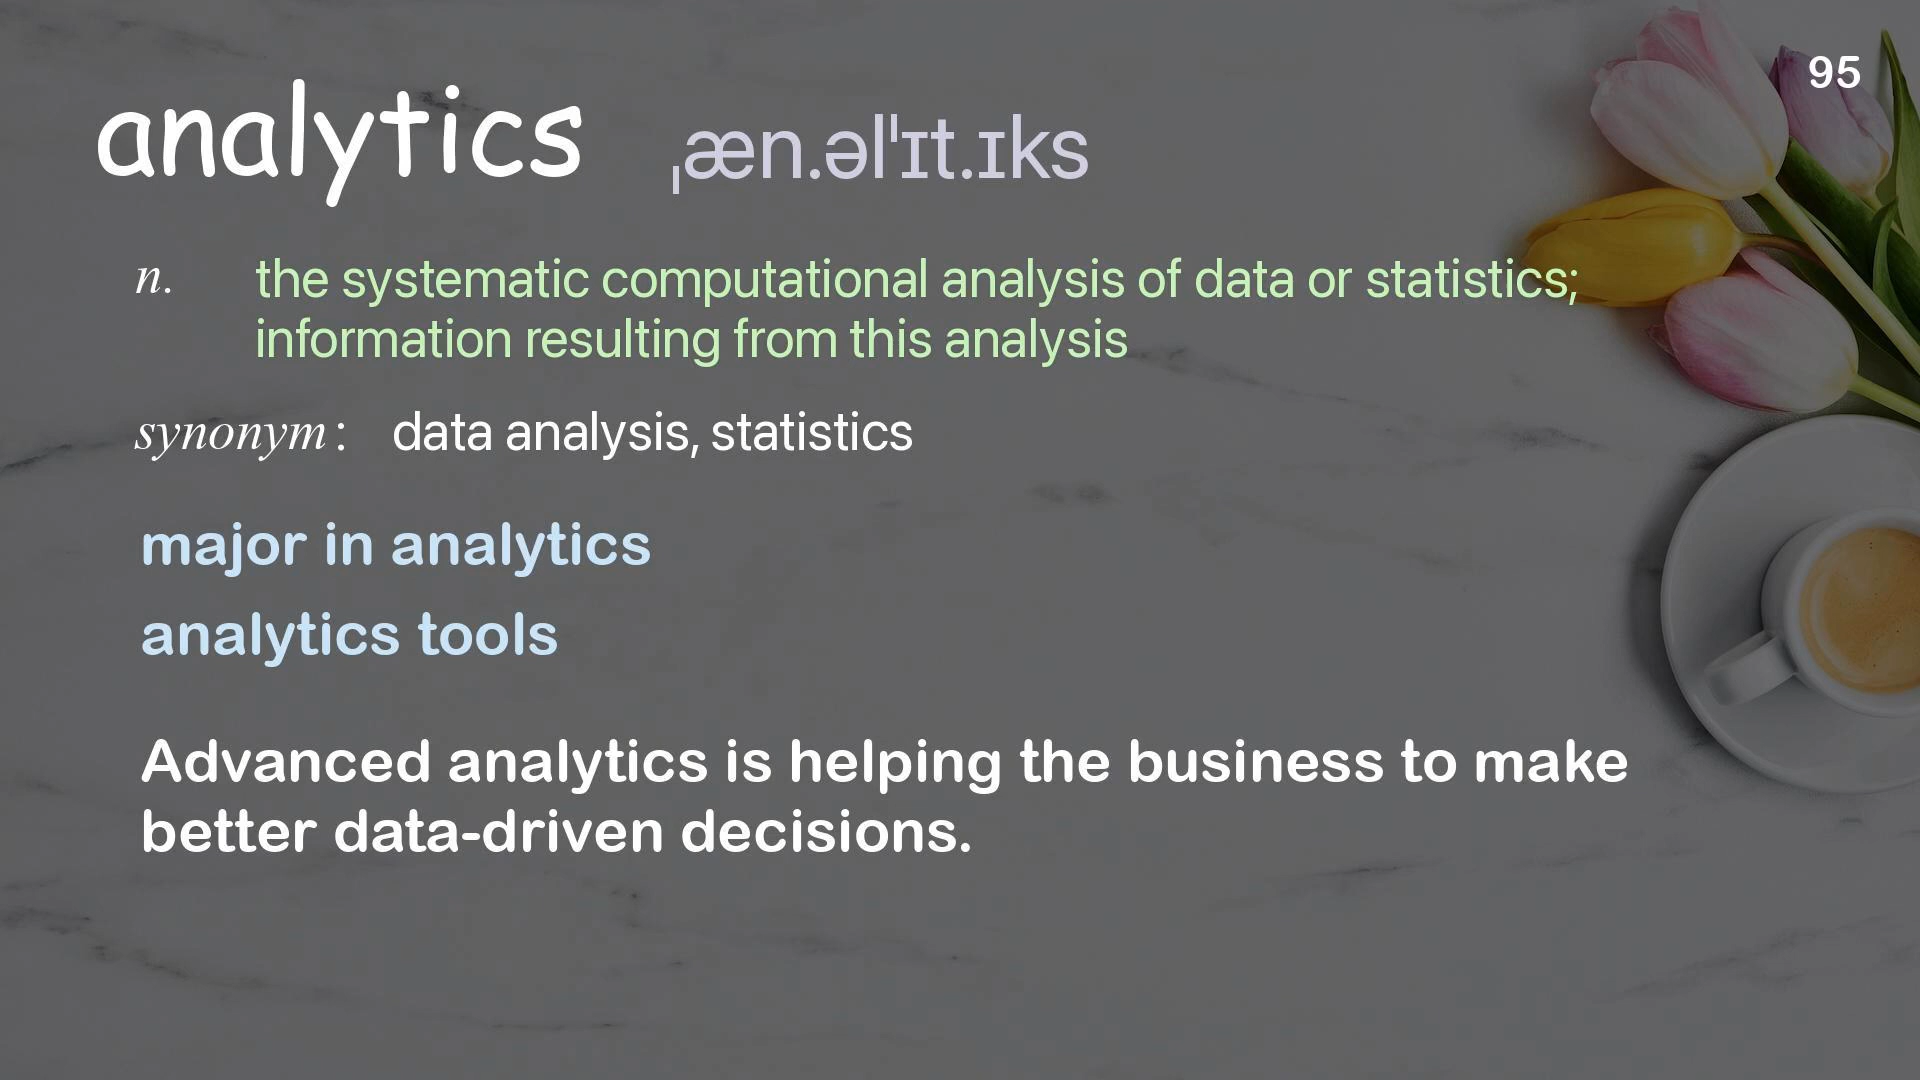 95
analytics ˌæn.əlˈɪt.ɪks
n. the systematic computational analysis of data or statistics;
information resulting from this analysis
synonym: data analysis, statistics
major in analytics
analytics tools
Advanced analytics is helping the business to make
better data-driven decisions.